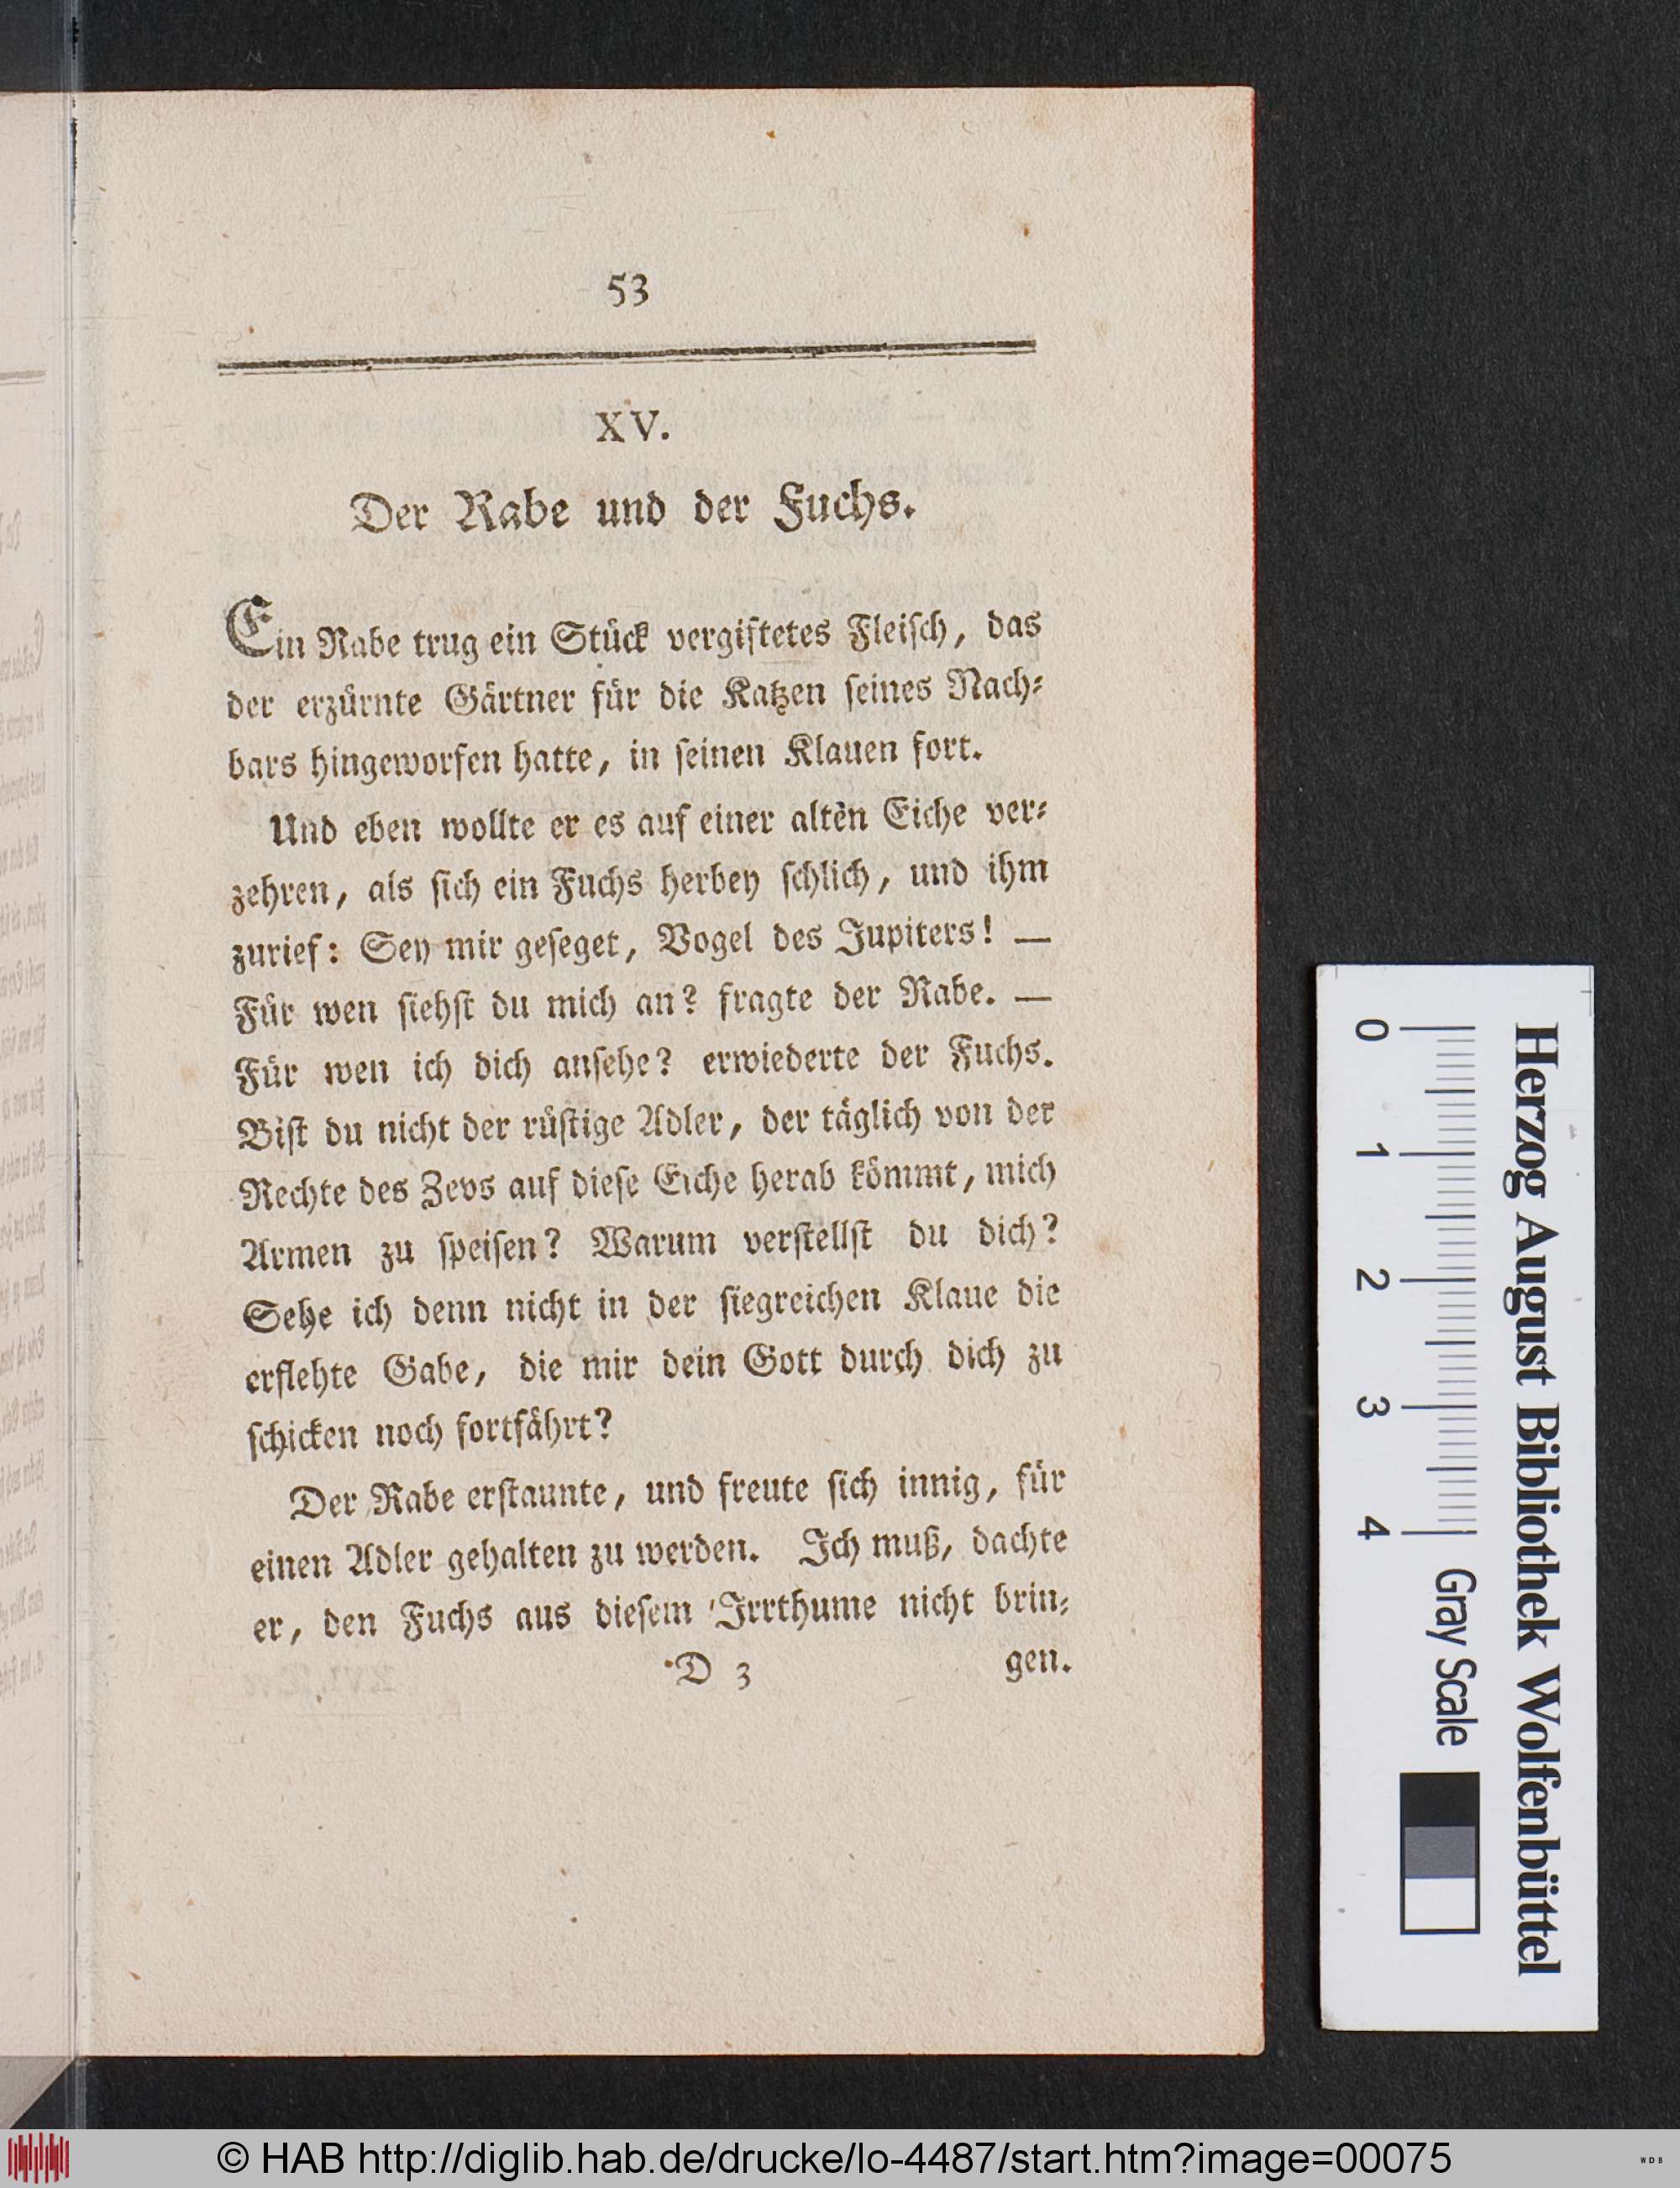 53
XV.
Der Rabe und der Fuchs.
Ein Rabe trug ein Stück vergiftetes Fleiſch, das
der erzürnte Gärtner für die Katzen ſeines Nach⸗
bars hingeworfen hatte, in ſeinen Klauen fort.
Und eben wollte er es auf einer alten Eiche ver⸗
zehren, als ſich ein Fuchs herbey ſchlich, und ihm
zurief: Sey mir geſeget, Vogel des Jupiters! —
Für wen ſiehſt du mich an? fragte der Rabe. —
Für wen ich dich anſehe? erwiederte der Fuchs.
Biſt du nicht der rüſtige Adler, der täglich von der
Rechte des Zevs auf dieſe Eiche herab kömmt, mich
Armen zu ſpeiſen? Warum verſtellſt du dich?
Sehe ich denn nicht in der ſiegreichen Klaue die
erflehte Gabe, die mir dein Gott durch dich zu
ſchicken noch fortfährt?
Der Rabe erſtaunte, und freute ſich innig, für
einen Adler gehalten zu werden. Ich muß, dachte
er, den Fuchs aus dieſem Irrthume nicht brin⸗
D 3 gen.
Herzog August Bibliothek Wolfenbüttel
0 1 2 3 4 Gray Scale
© HAB http://diglib.hab.de/drucke/lo-4487/start.htm?image=00075
WDB